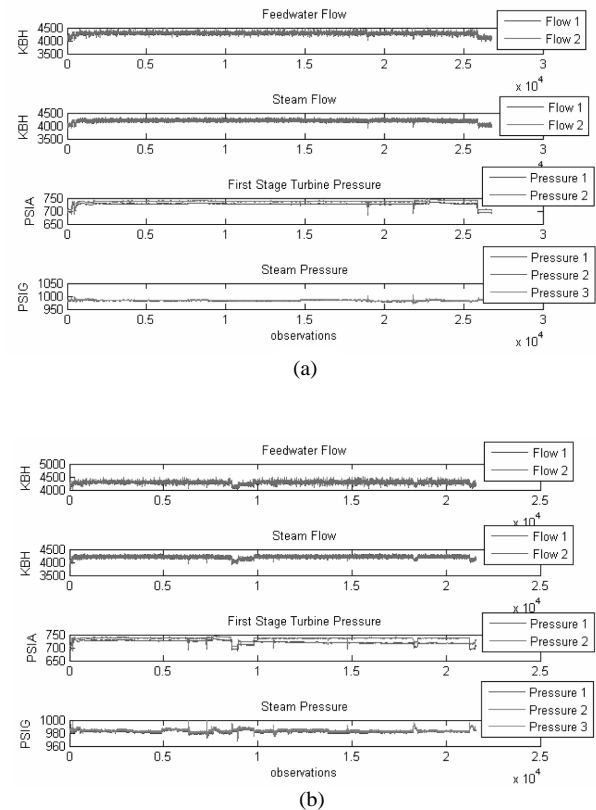 Feedwater Flow
4500
4000
3500
KBH
Flow 1
Flow 2
0 0.5 1 1.5 2 2.5 3
x 10^4
Steam Flow
4500
4000
3500
KBH
Flow 1
Flow 2
0 0.5 1 1.5 2 2.5 3
First Stage Turbine Pressure
750
700
650
PSIA
Pressure 1
Pressure 2
0 0.5 1 1.5 2 2.5 3
Steam Pressure
1050
1000
950
PSIG
Pressure 1
Pressure 2
Pressure 3
0 0.5 1 1.5 2 2.5 3
observations
x 10^4
(a)
Feedwater Flow
5000
4500
4000
KBH
Flow 1
Flow 2
0 0.5 1 1.5 2 2.5
x 10^4
Steam Flow
4500
4000
3500
KBH
Flow 1
Flow 2
0 0.5 1 1.5 2 2.5
x 10^4
First Stage Turbine Pressure
750
700
650
PSIA
Pressure 1
Pressure 2
0 0.5 1 1.5 2 2.5
Steam Pressure
1000
980
960
PSIG
Pressure 1
Pressure 2
Pressure 3
0 0.5 1 1.5 2 2.5
observations
x 10^4
(b)